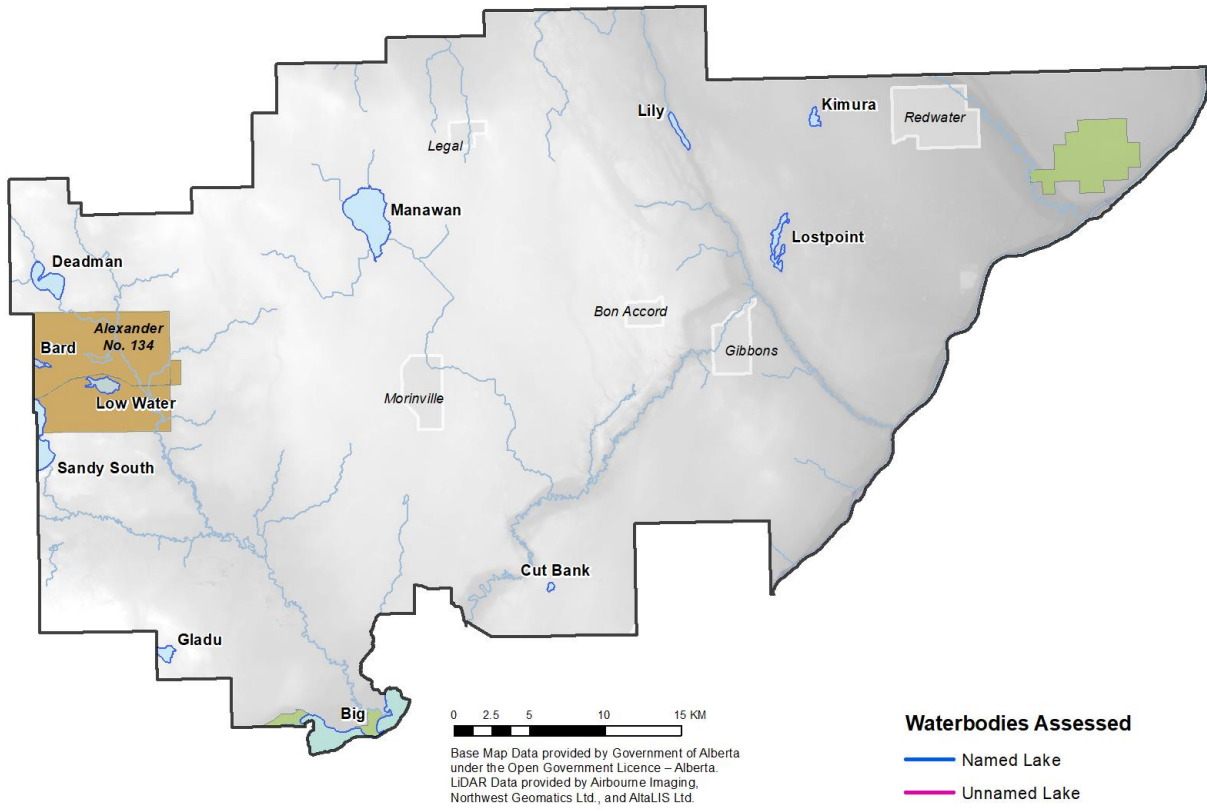 Lily
Kimura
Redwater
Legal
Manawan
Lostpoint
Deadman
Bon Accord
Alexander
No. 134
Bard
Gibbons
Low Water
Morinville
Sandy South
Cut Bank
Gladu
Big
0 2.5 5 10 15 KM
Base Map Data provided by Government of Alberta
under the Open Government Licence – Alberta.
LiDAR Data provided by Airbourne Imaging,
Northwest Geomatics Ltd., and AltaLIS Ltd.
Waterbodies Assessed
Named Lake
Unnamed Lake